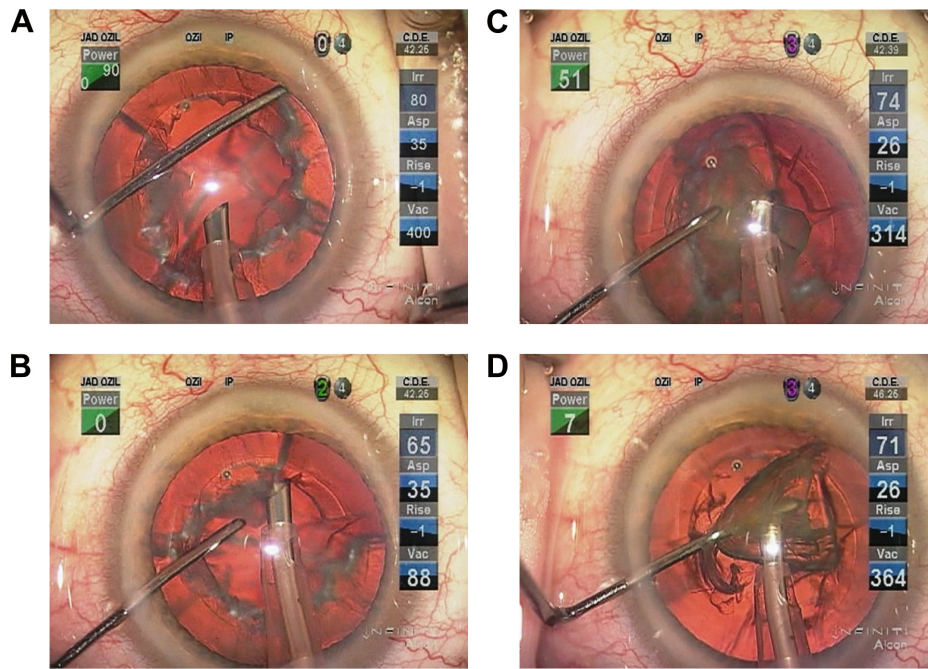 A
JAD OZIL OZil IP 0 4 C.D.E.
Power 42.25
0 90
Irr
80
Asp
35
Rise
-1
Vac
400
INFINITI
Alcon
C
JAD OZIL OZil IP 3 4 C.D.E.
Power 42.39
51
Irr
74
Asp
26
Rise
-1
Vac
314
INFINITI
Alcon
B
JAD OZIL OZil IP 2 4 C.D.E.
Power 42.25
0
Irr
65
Asp
35
Rise
-1
Vac
88
INFINITI
Alcon
D
JAD OZIL OZil IP 3 4 C.D.E.
Power 46.25
7
Irr
71
Asp
26
Rise
-1
Vac
364
INFINITI
Alcon